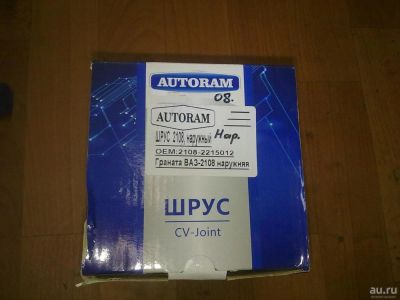 AUTORAM
08.
AUTORAM
ШРУС 2108, наружный Нар.
OEM:2108-2215012
Граната ВАЗ-2108 наружняя
ШРУС
CV-Joint
au.ru